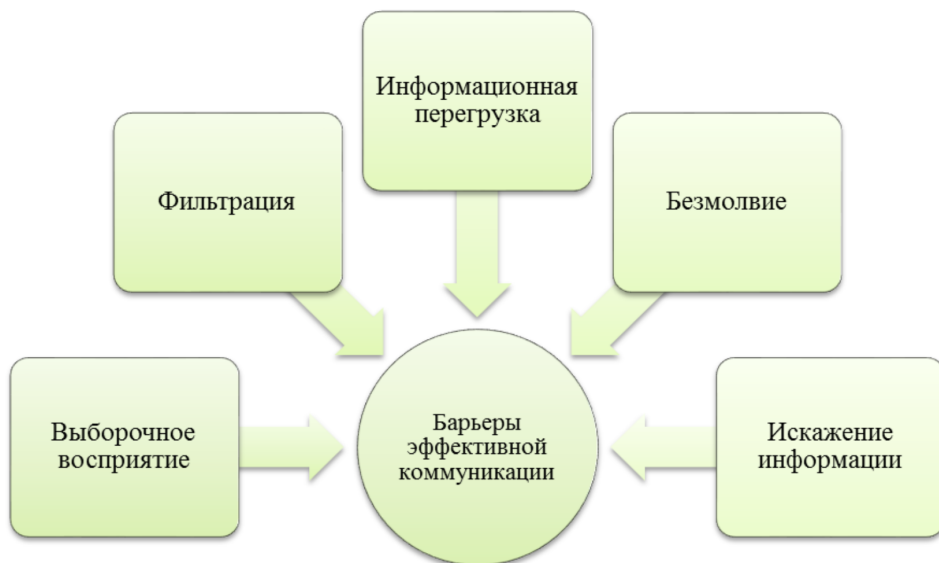 Информационная
перегрузка
Фильтрация
Безмолвие
Выборочное
восприятие
Барьеры
эффективной
коммуникации
Искажение
информации